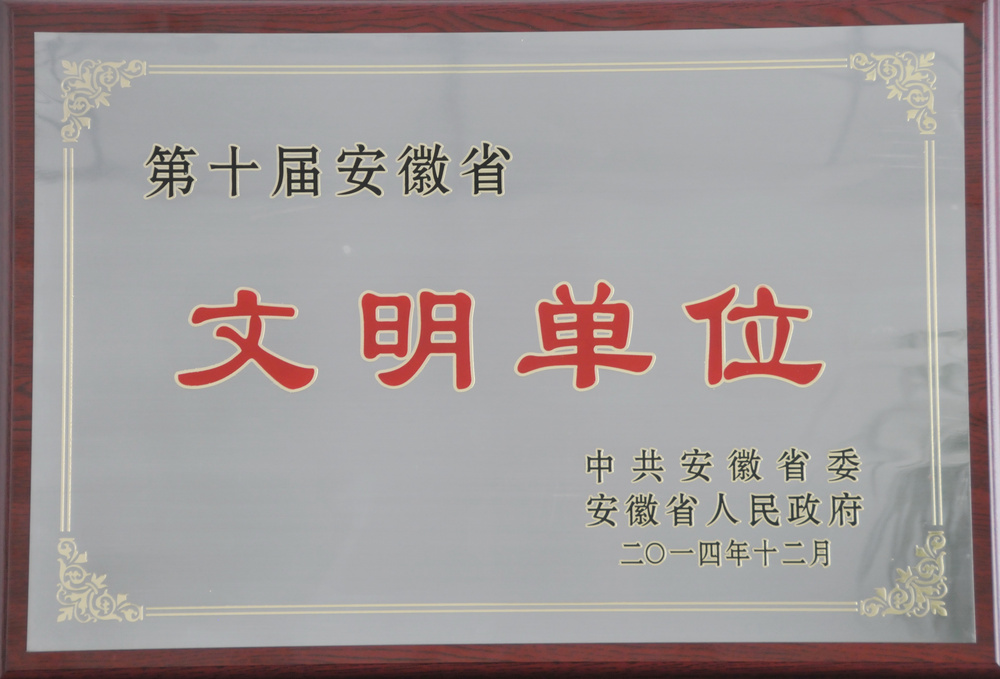 第十届安徽省
文明单位
中共安徽省委
安徽省人民政府
二〇一四年十二月